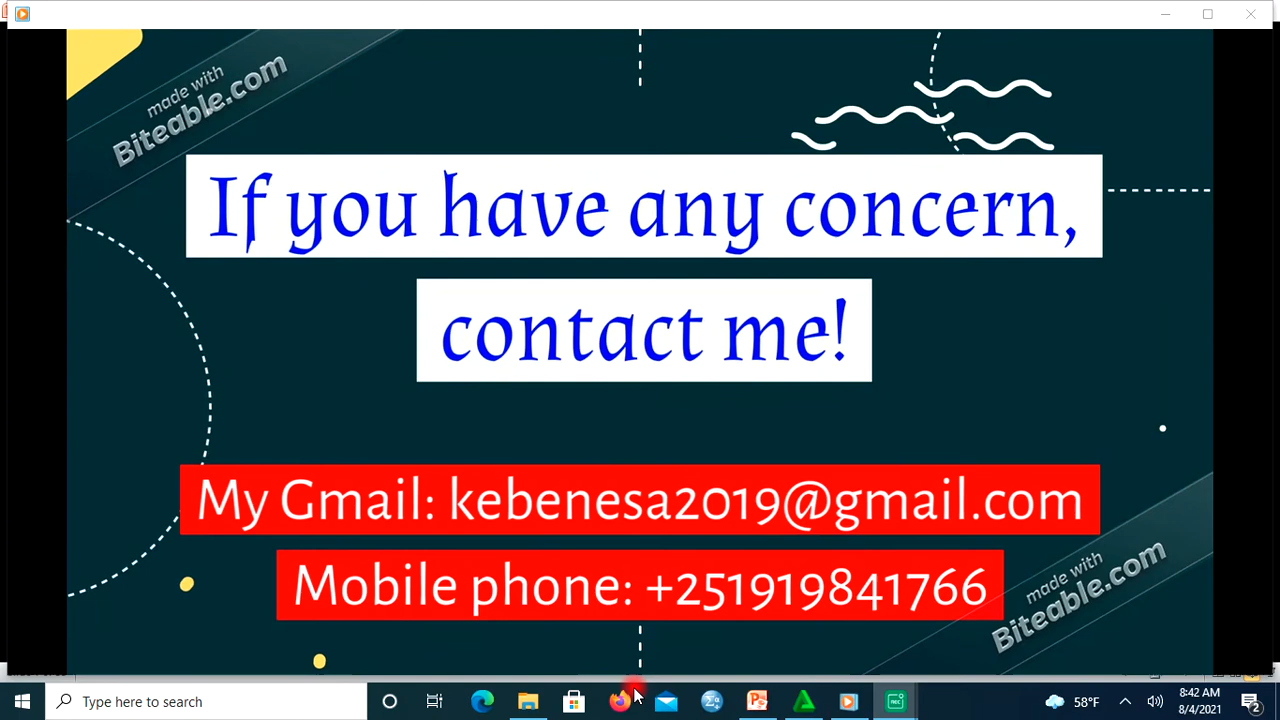 made with
Biteable.com
If you have any concern,
contact me!
My Gmail: kebenesa2019@gmail.com
Mobile phone: +251919841766
made with
Biteable.com
Type here to search
58°F
8:42 AM
8/4/2021
2